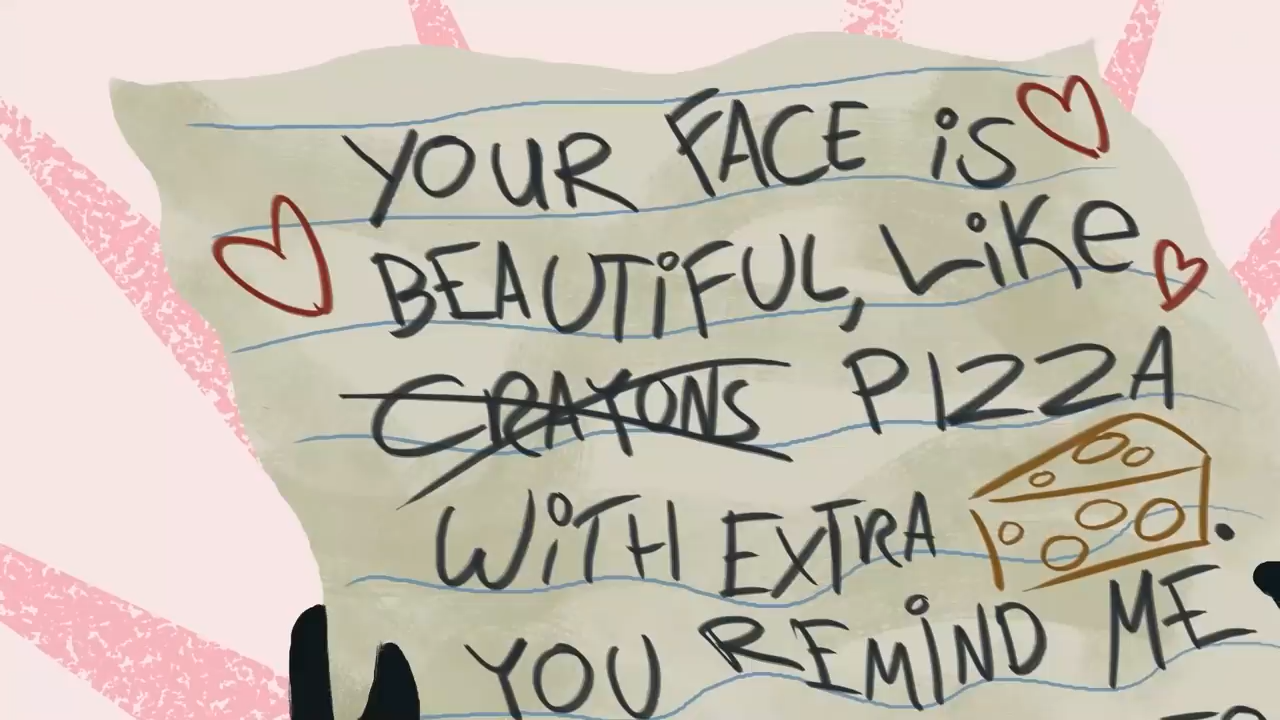 YOUR FACE iS
BEAUTiFUL, LiKe
CRAYONS PIZZA
WiTH EXTRA .
YOU REMiND ME